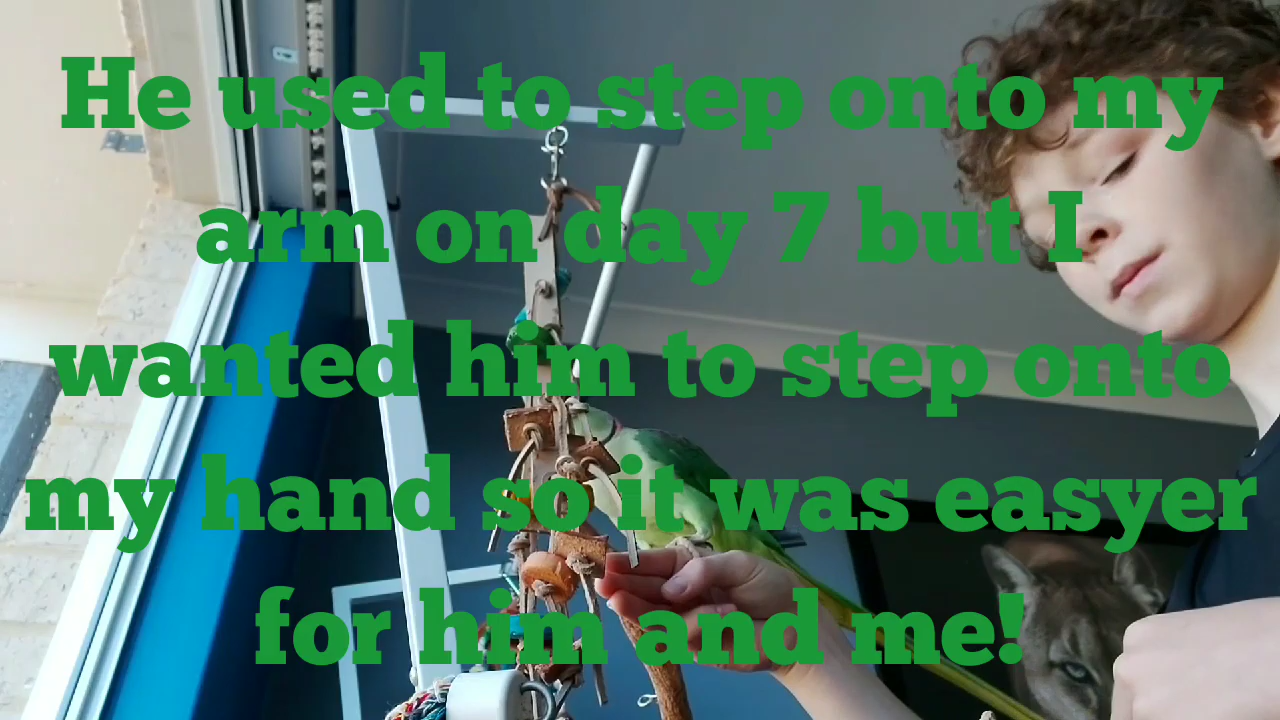 He used to step onto my
arm on day 7 but I
wanted him to step onto
my hand so it was easyer
for him and me!